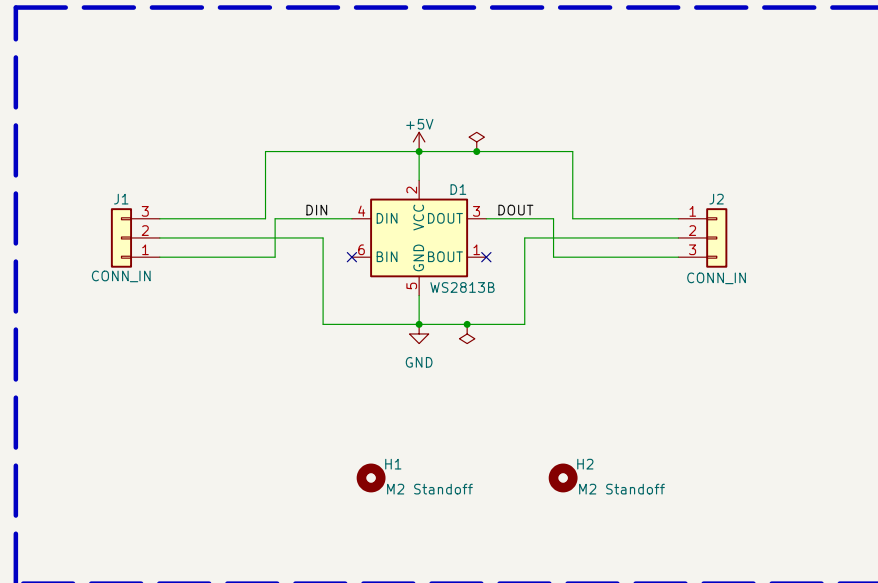 +5V
J1
D1
J2
3
DIN
4
DIN
2
VCC
DOUT
3
DOUT
1
2
2
1
6
BIN
GND
BOUT
1
3
CONN_IN
5
WS2813B
CONN_IN
GND
H1
M2 Standoff
H2
M2 Standoff